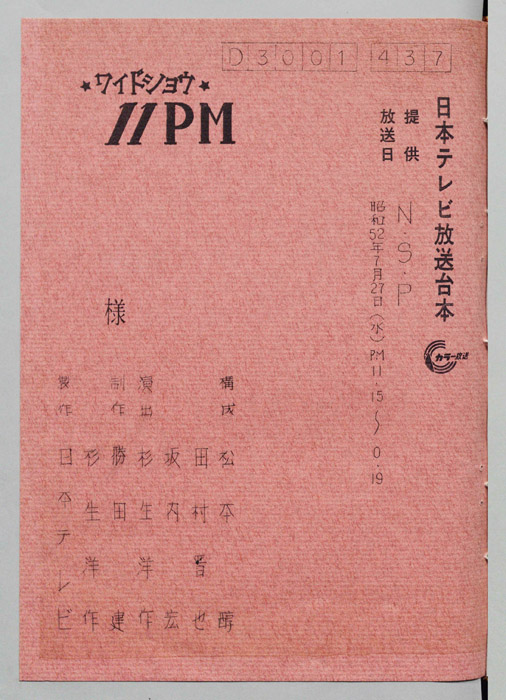 D3001 437
日本テレビ放送台本
カラー放送
提供 N・S・P
放送日 昭和52年7月27日(水)PM11・15〜0・19
★ワイドショウ★
11PM
様
構成 松本 醇
田村 晋也
坂内 宏
演出 杉生洋作
制作 勝田 建
杉生洋作
製作 日本テレビ